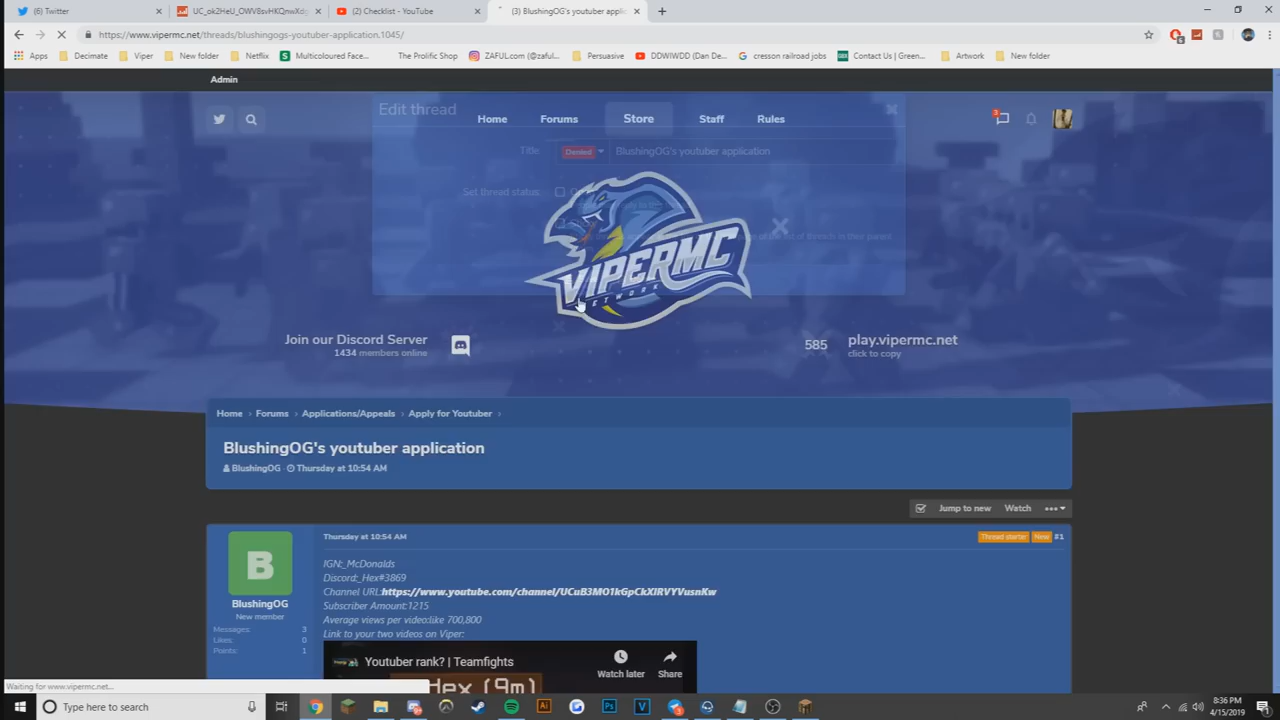 (6) Twitter
UC_ok2HeU_OWV8svHKQnwXdg
(2) Checklist - YouTube
(3) BlushingOG's youtube applic
https://www.vipermc.net/threads/blushingogs-youtuber-application.1045/
Apps
Decimate
Viper
New folder
Netflix
Multicoloured Face...
The Prolific Shop
ZAFUL.com (@zaful...
Persuasive
DDWIWDD (Dan De...
cresson railroad jobs
Contact Us | Green...
Artwork
New folder
Admin
Edit thread
Home
Forums
Store
Staff
Rules
Title:
Denied
BlushingOG's youtuber application
Set thread status:
VIPERMC
NETWORK
Join our Discord Server
1434 members online
585
play.vipermc.net
click to copy
Home
Forums
Applications/Appeals
Apply for Youtuber
BlushingOG's youtuber application
BlushingOG
Thursday at 10:54 AM
Jump to new
Watch
B
BlushingOG
New member
Messages: 3
Likes: 0
Points: 1
Thursday at 10:54 AM
Thread starter
New
#1
IGN:_McDonalds
Discord:_Hex#3869
Channel URL:https://www.youtube.com/channel/UCuB3MO1kGpCkXIRVYVusnKw
Subscriber Amount:1215
Average views per video:like 700,800
Link to your two videos on Viper:
Youtuber rank? | Teamfights
Watch later
Share
Hex (9m)
Waiting for www.vipermc.net...
Type here to search
8:36 PM
4/15/2019